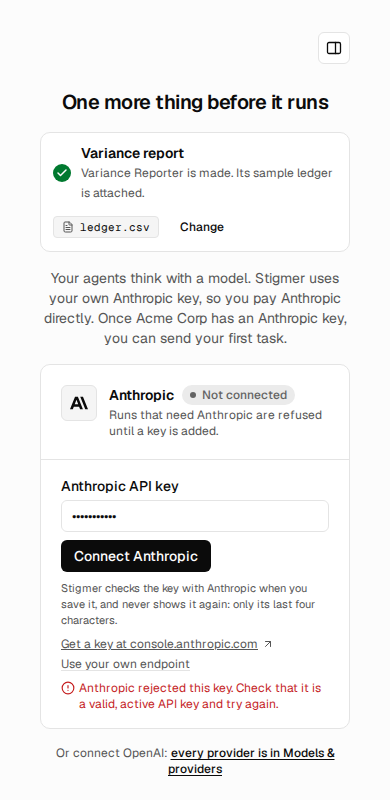 One more thing before it runs
Variance report
Variance Reporter is made. Its sample ledger
is attached.
ledger.csv
Change
Your agents think with a model. Stigmer uses
your own Anthropic key, so you pay Anthropic
directly. Once Acme Corp has an Anthropic key,
you can send your first task.
Anthropic
Not connected
Runs that need Anthropic are refused
until a key is added.
Anthropic API key
•••••••••••
Connect Anthropic
Stigmer checks the key with Anthropic when you
save it, and never shows it again: only its last four
characters.
Get a key at console.anthropic.com
Use your own endpoint
Anthropic rejected this key. Check that it is
a valid, active API key and try again.
Or connect OpenAI: every provider is in Models &
providers